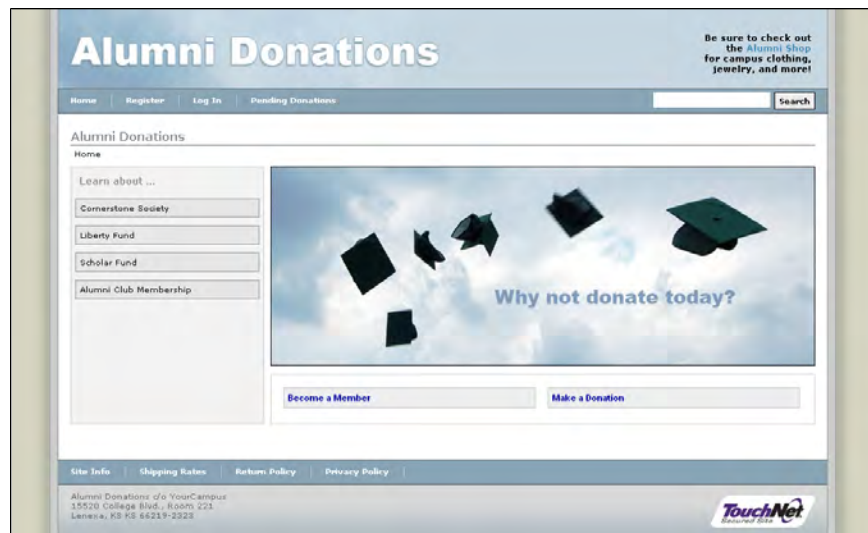 Alumni Donations
Be sure to check out
the Alumni Shop
for campus clothing,
jewelry, and more!
Home Register Log In Pending Donations Search
Alumni Donations
Home
Learn about ...
Cornerstone Society
Liberty Fund
Scholar Fund
Alumni Club Membership
Why not donate today?
Become a Member Make a Donation
Site Info Shipping Rates Return Policy Privacy Policy
Alumni Donations c/o YourCampus
15520 College Blvd., Room 221
Lenexa, KS KS 66219-2323
TouchNet
Secured Site